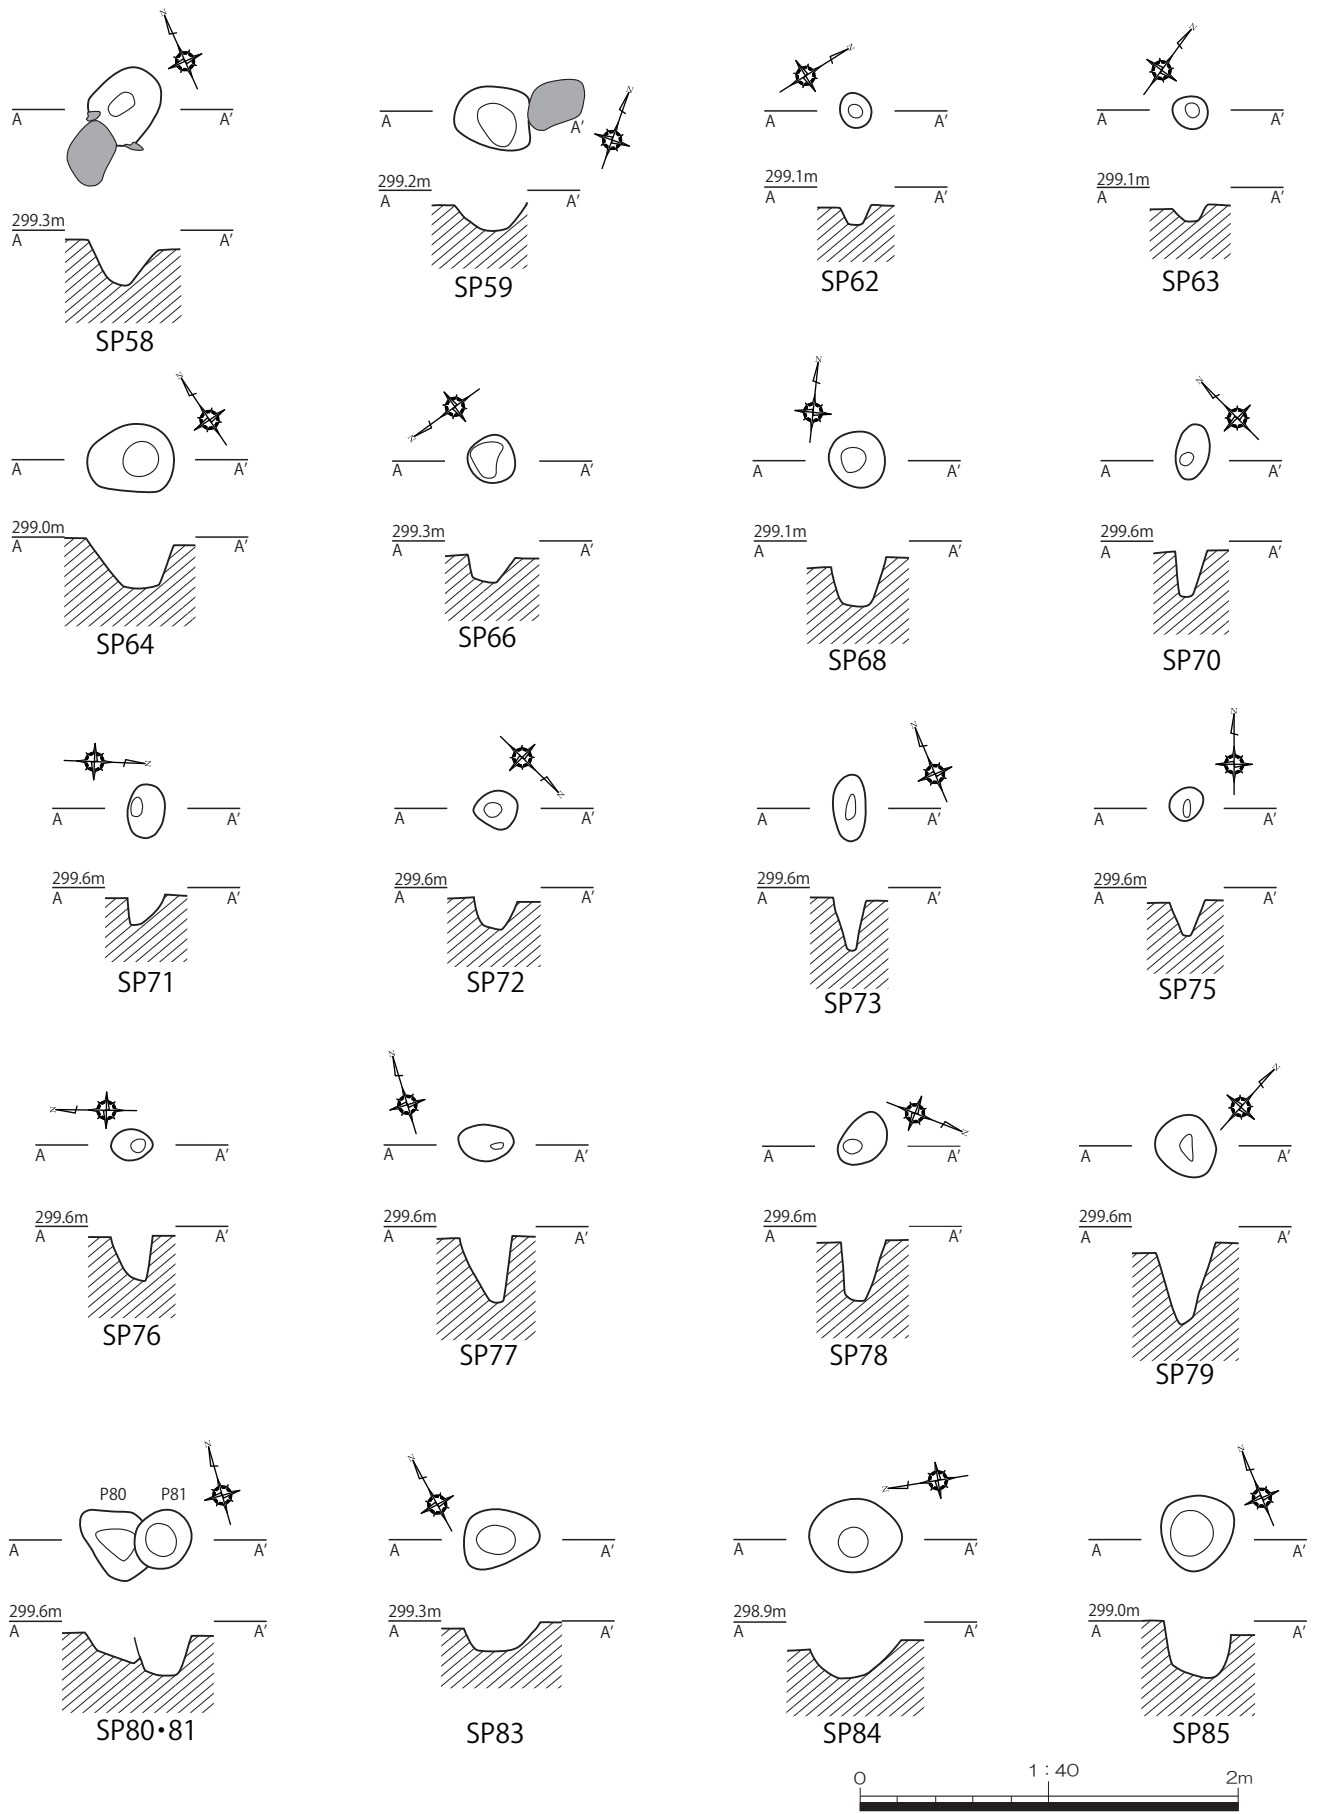 N
A A'
299.3m
A A'
SP58
N
A A'
299.2m
A A'
SP59
N
A A'
299.1m
A A'
SP62
N
A A'
299.1m
A A'
SP63
N
A A'
299.0m
A A'
SP64
N
A A'
299.3m
A A'
SP66
N
A A'
299.1m
A A'
SP68
N
A A'
299.6m
A A'
SP70
N
A A'
299.6m
A A'
SP71
N
A A'
299.6m
A A'
SP72
N
A A'
299.6m
A A'
SP73
N
A A'
299.6m
A A'
SP75
N
A A'
299.6m
A A'
SP76
N
A A'
299.6m
A A'
SP77
N
A A'
299.6m
A A'
SP78
N
A A'
299.6m
A A'
SP79
N
P80 P81
A A'
299.6m
A A'
SP80・81
N
A A'
299.3m
A A'
SP83
N
A A'
298.9m
A A'
SP84
N
A A'
299.0m
A A'
SP85
1：40
0 2m